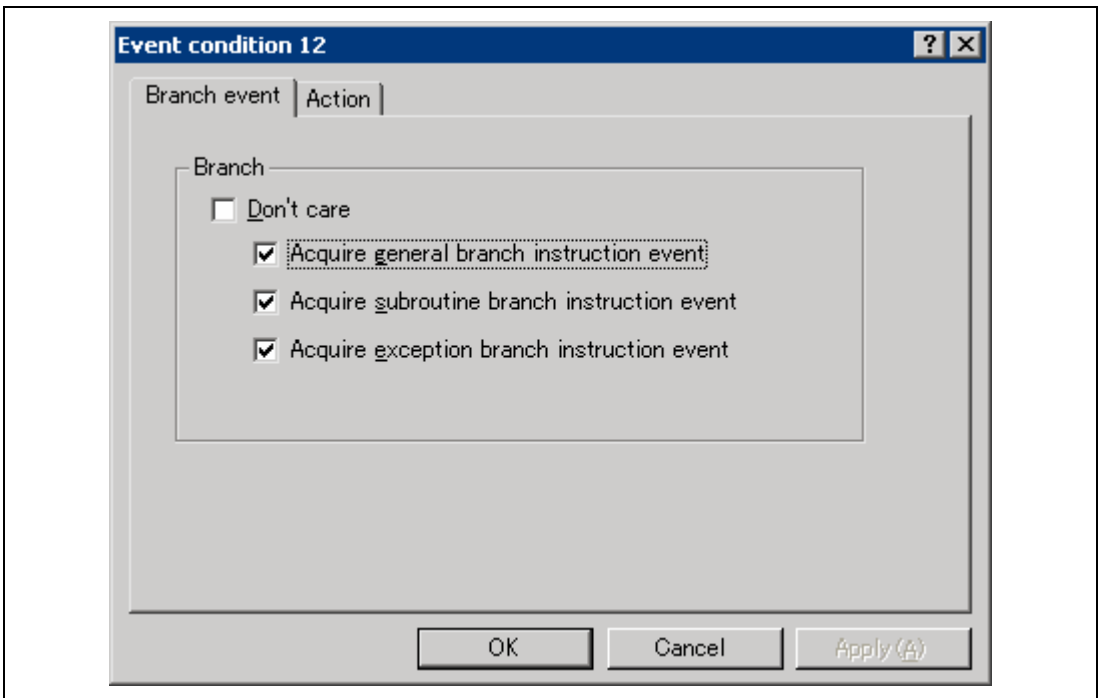 Event condition 12
Branch event Action
Branch
Don't care
Acquire general branch instruction event
Acquire subroutine branch instruction event
Acquire exception branch instruction event
OK Cancel Apply (A)